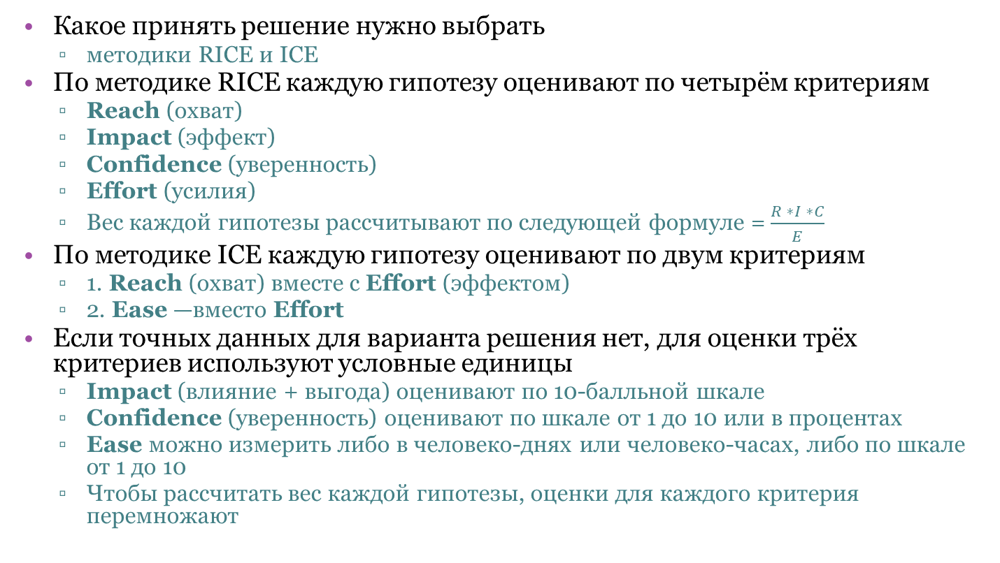 • Какое принять решение нужно выбрать
▫ методики RICE и ICE
• По методике RICE каждую гипотезу оценивают по четырём критериям
▫ Reach (охват)
▫ Impact (эффект)
▫ Confidence (уверенность)
▫ Effort (усилия)
▫ Вес каждой гипотезы рассчитывают по следующей формуле = \frac{R *I *C}{E}
• По методике ICE каждую гипотезу оценивают по двум критериям
▫ 1. Reach (охват) вместе с Effort (эффектом)
▫ 2. Ease —вместо Effort
• Если точных данных для варианта решения нет, для оценки трёх
критериев используют условные единицы
▫ Impact (влияние + выгода) оценивают по 10-балльной шкале
▫ Confidence (уверенность) оценивают по шкале от 1 до 10 или в процентах
▫ Ease можно измерить либо в человеко-днях или человеко-часах, либо по шкале
от 1 до 10
▫ Чтобы рассчитать вес каждой гипотезы, оценки для каждого критерия
перемножают